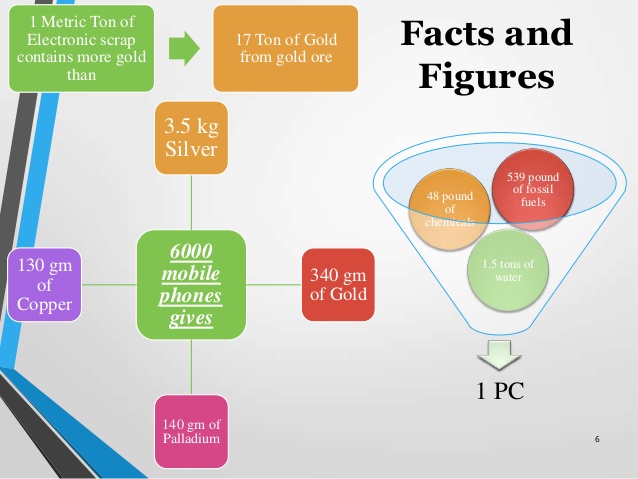 1 Metric Ton of
Electronic scrap
contains more gold
than
17 Ton of Gold
from gold ore
Facts and
Figures
3.5 kg
Silver
130 gm
of
Copper
6000
mobile
phones
gives
340 gm
of Gold
140 gm of
Palladium
539 pound
of fossil
fuels
48 pound
of
chemicals
1.5 tons of
water
1 PC
6